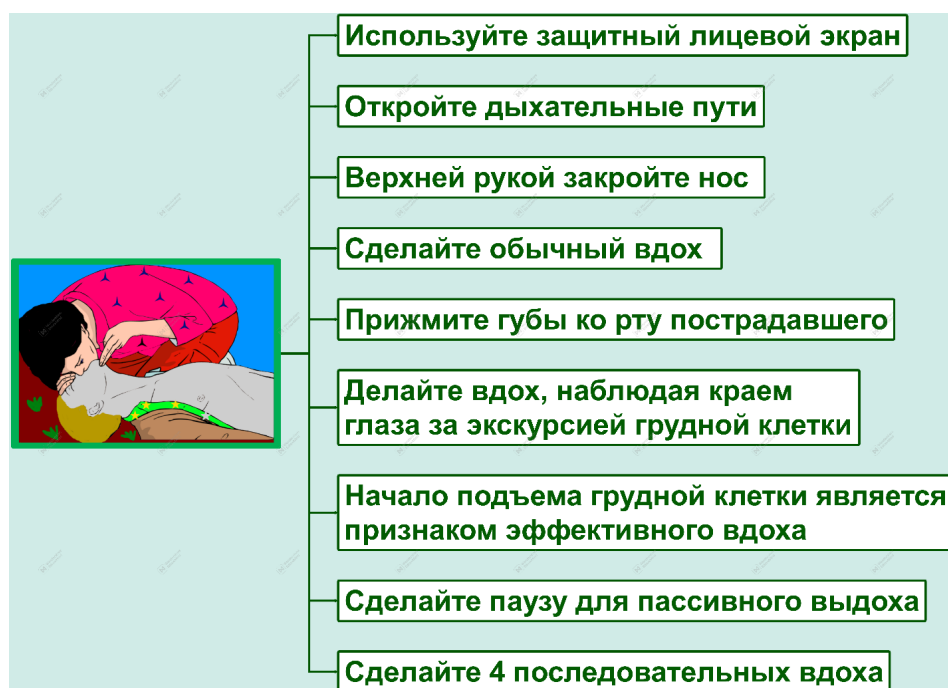 Используйте защитный лицевой экран
Откройте дыхательные пути
Верхней рукой закройте нос
Сделайте обычный вдох
Прижмите губы ко рту пострадавшего
Делайте вдох, наблюдая краем
глаза за экскурсией грудной клетки
Начало подъема грудной клетки является
признаком эффективного вдоха
Сделайте паузу для пассивного выдоха
Сделайте 4 последовательных вдоха